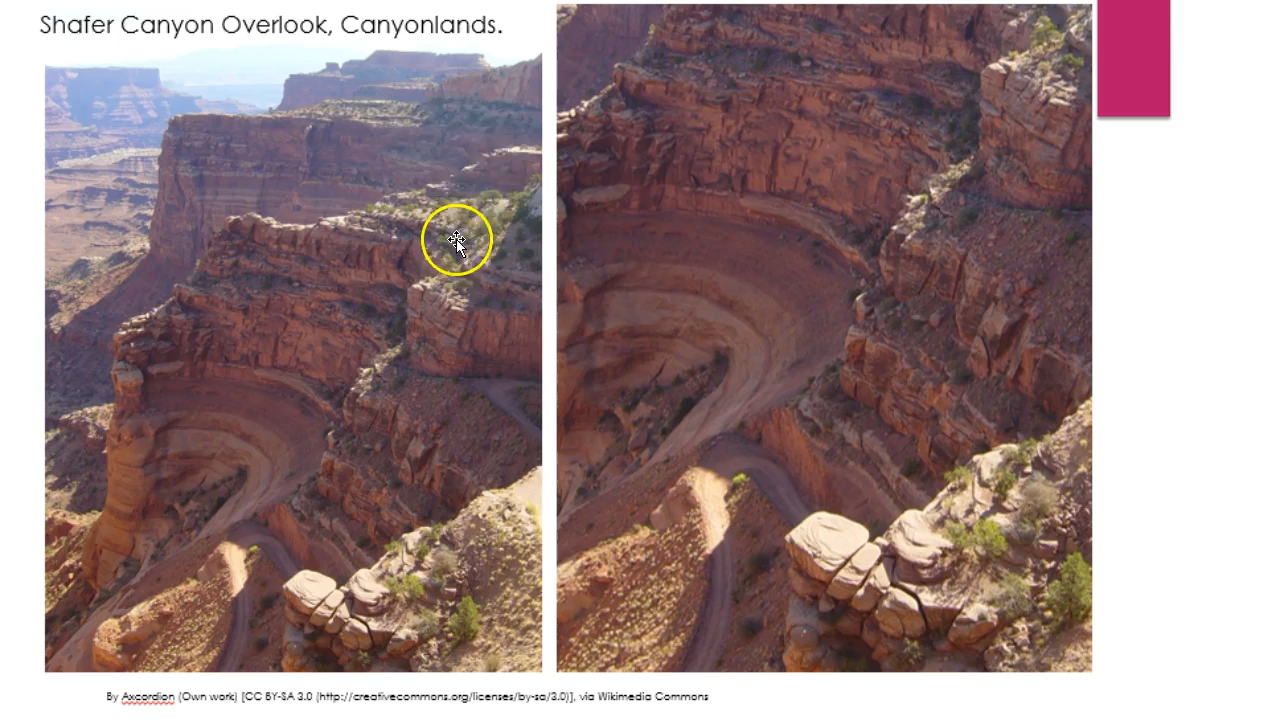 Shafer Canyon Overlook, Canyonlands.
By Axcordion (Own work) [CC BY-SA 3.0 (http://creativecommons.org/licenses/by-sa/3.0)], via Wikimedia Commons